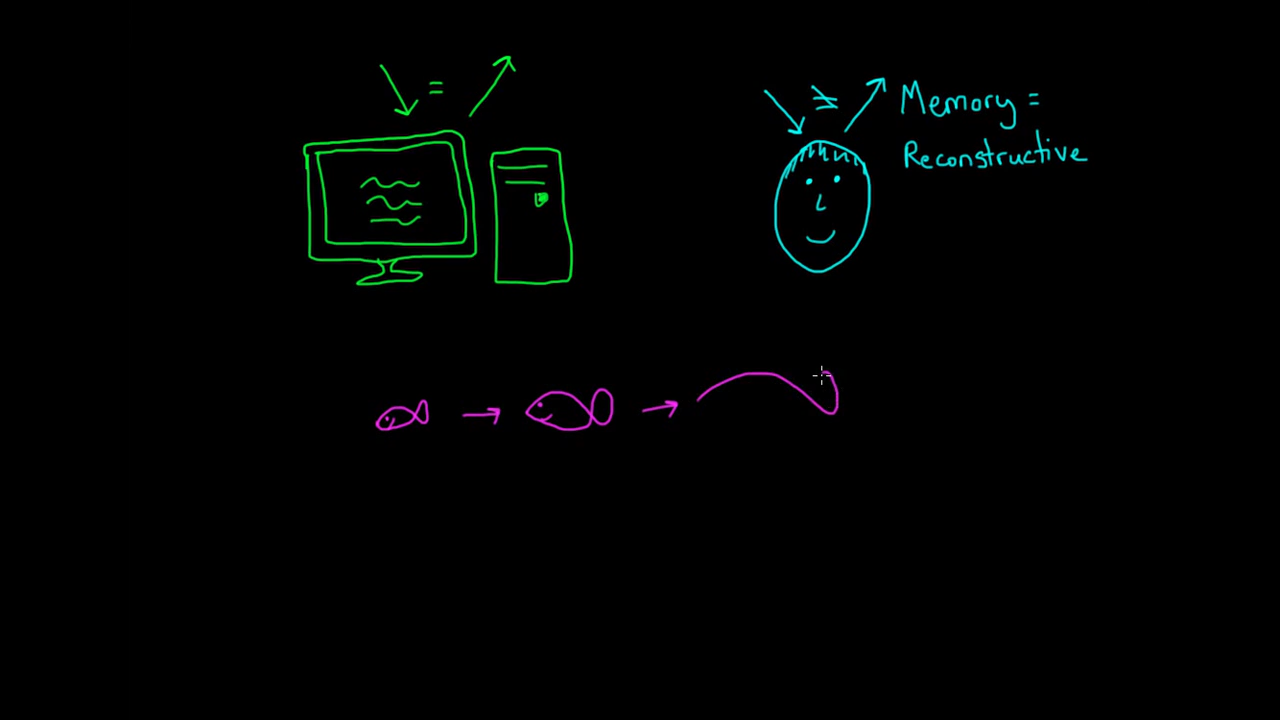 =
≠
Memory =
Reconstructive